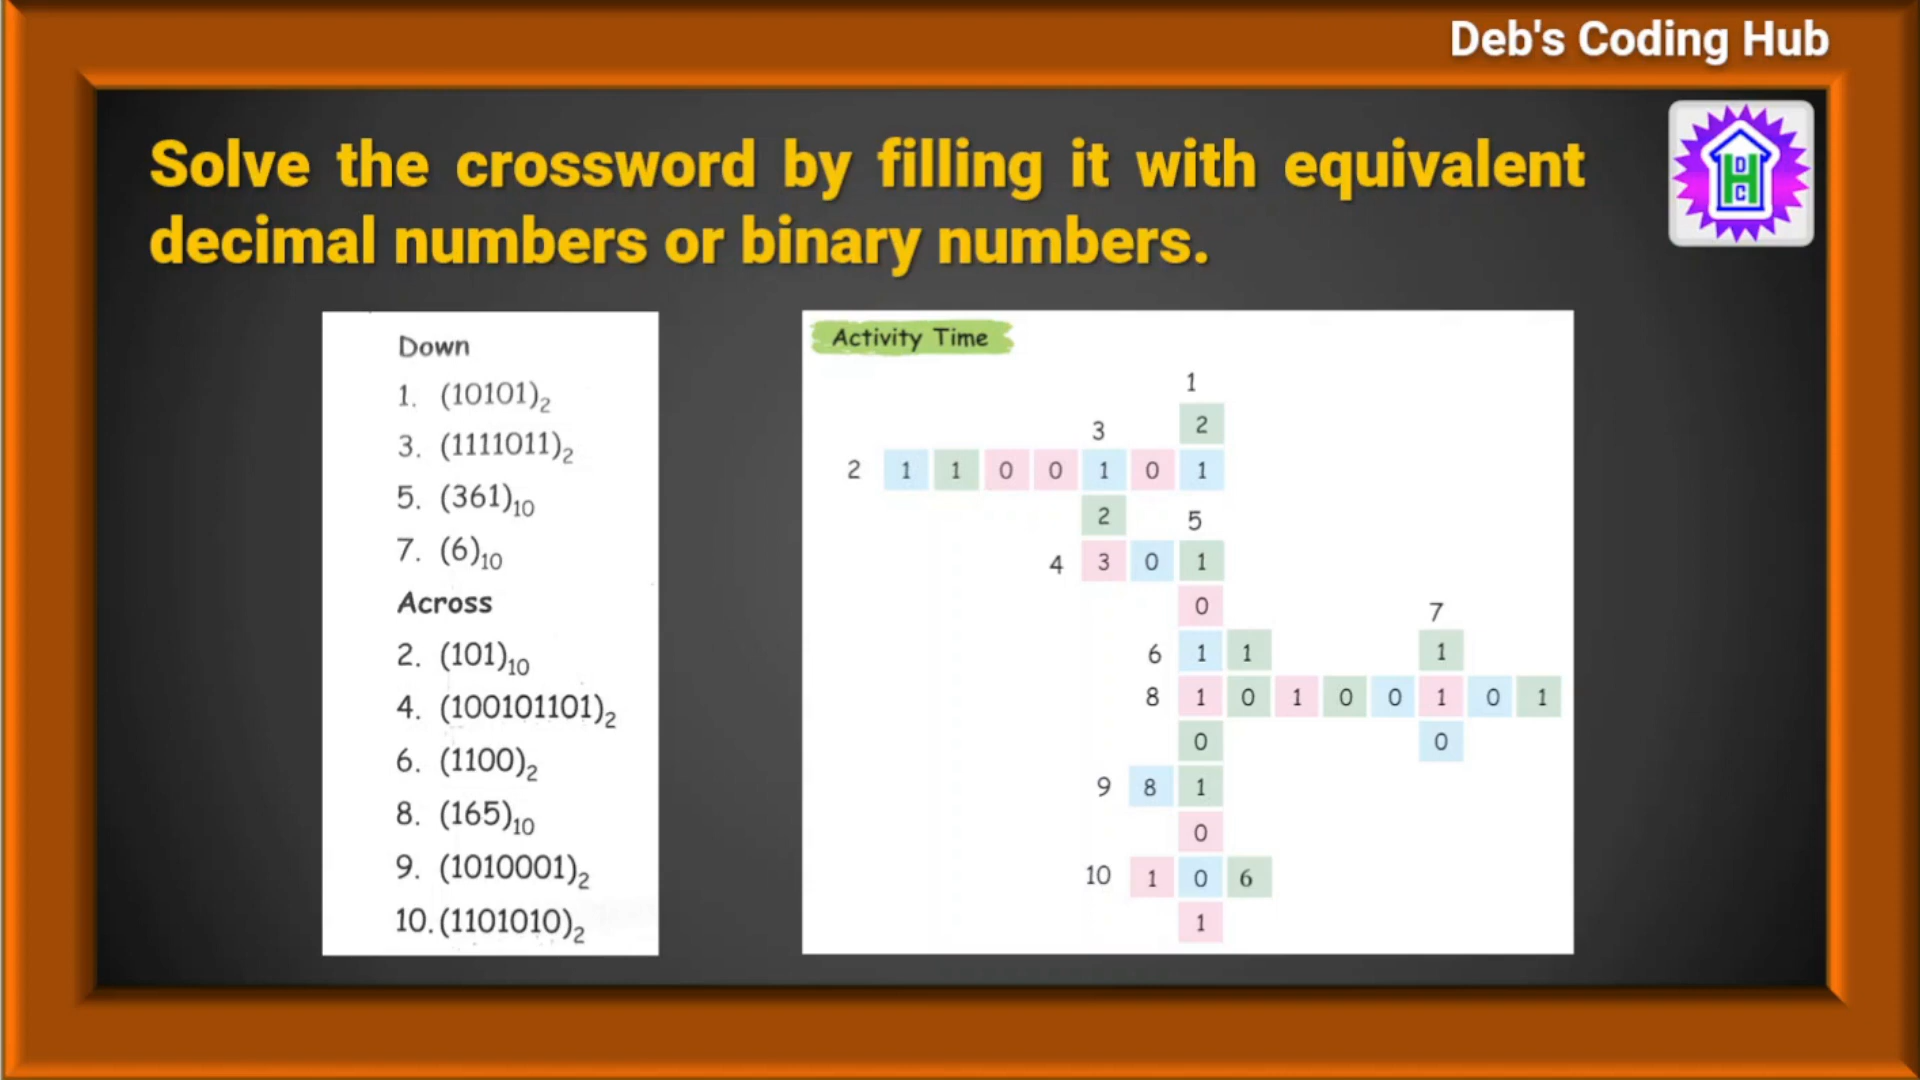 Deb's Coding Hub
Solve the crossword by filling it with equivalent
decimal numbers or binary numbers.
D
H
C
Down
1. (10101)₂
3. (1111011)₂
5. (361)₁₀
7. (6)₁₀
Across
2. (101)₁₀
4. (100101101)₂
6. (1100)₂
8. (165)₁₀
9. (1010001)₂
10. (1101010)₂
Activity Time
1
2
3
2 1 1 0 0 1 0 1
2 5
4 3 0 1
0
7
6 1 1 1
8 1 0 1 0 0 1 0 1
0 0
9 8 1
0
10 1 0 6
1